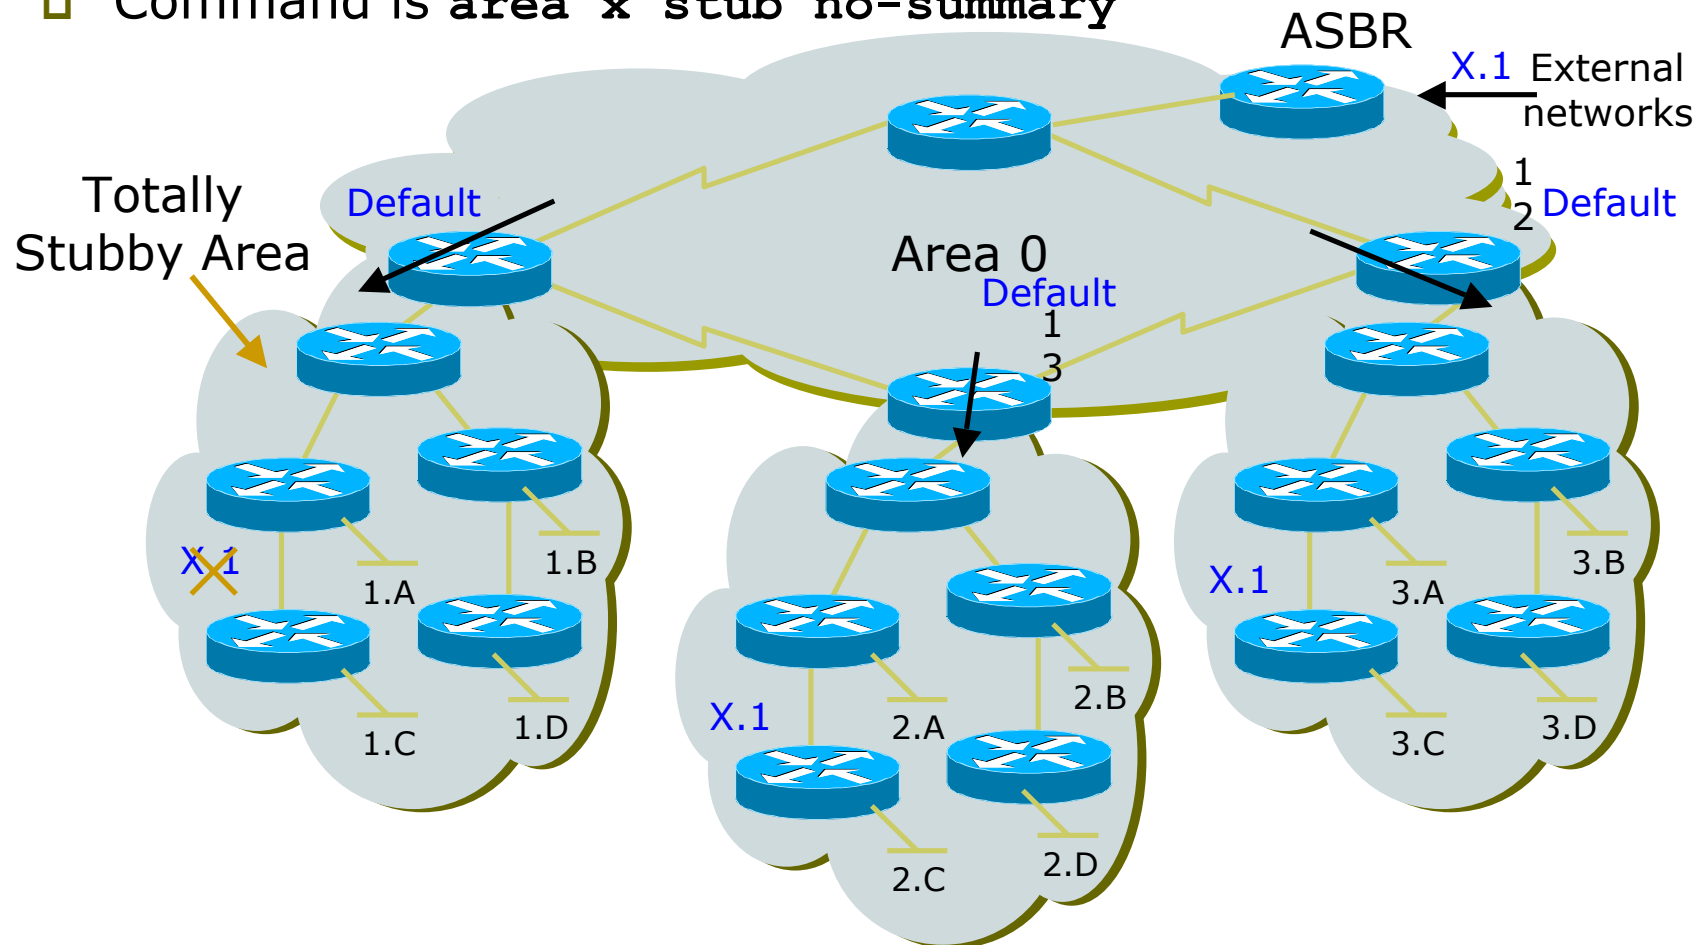 Command is area x stub no-summary
ASBR
X.1
External
networks
Totally
Stubby Area
Default
1
2
Default
Area 0
Default
1
3
X.1
1.A
1.B
1.C
1.D
X.1
2.A
2.B
2.C
2.D
X.1
3.A
3.B
3.C
3.D